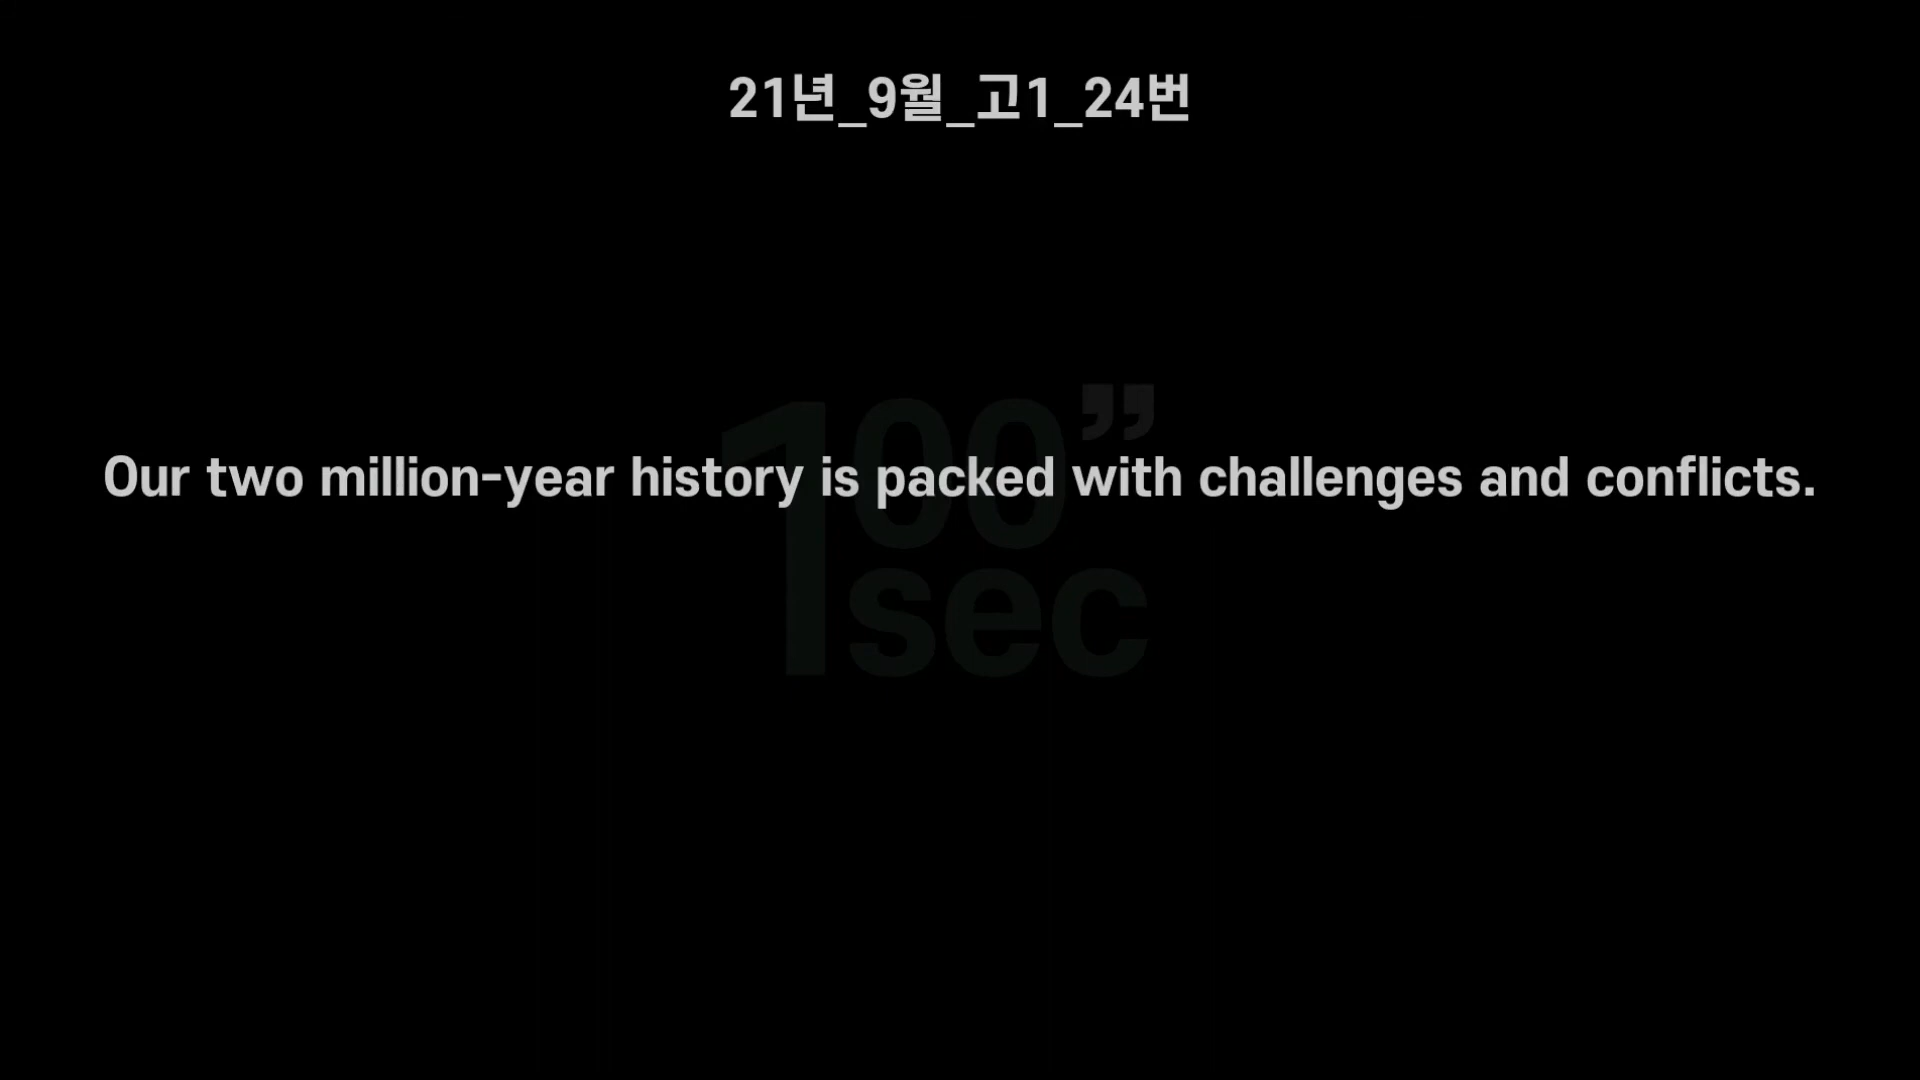 21년_9월_고1_24번
Our two million-year history is packed with challenges and conflicts.
100”
sec